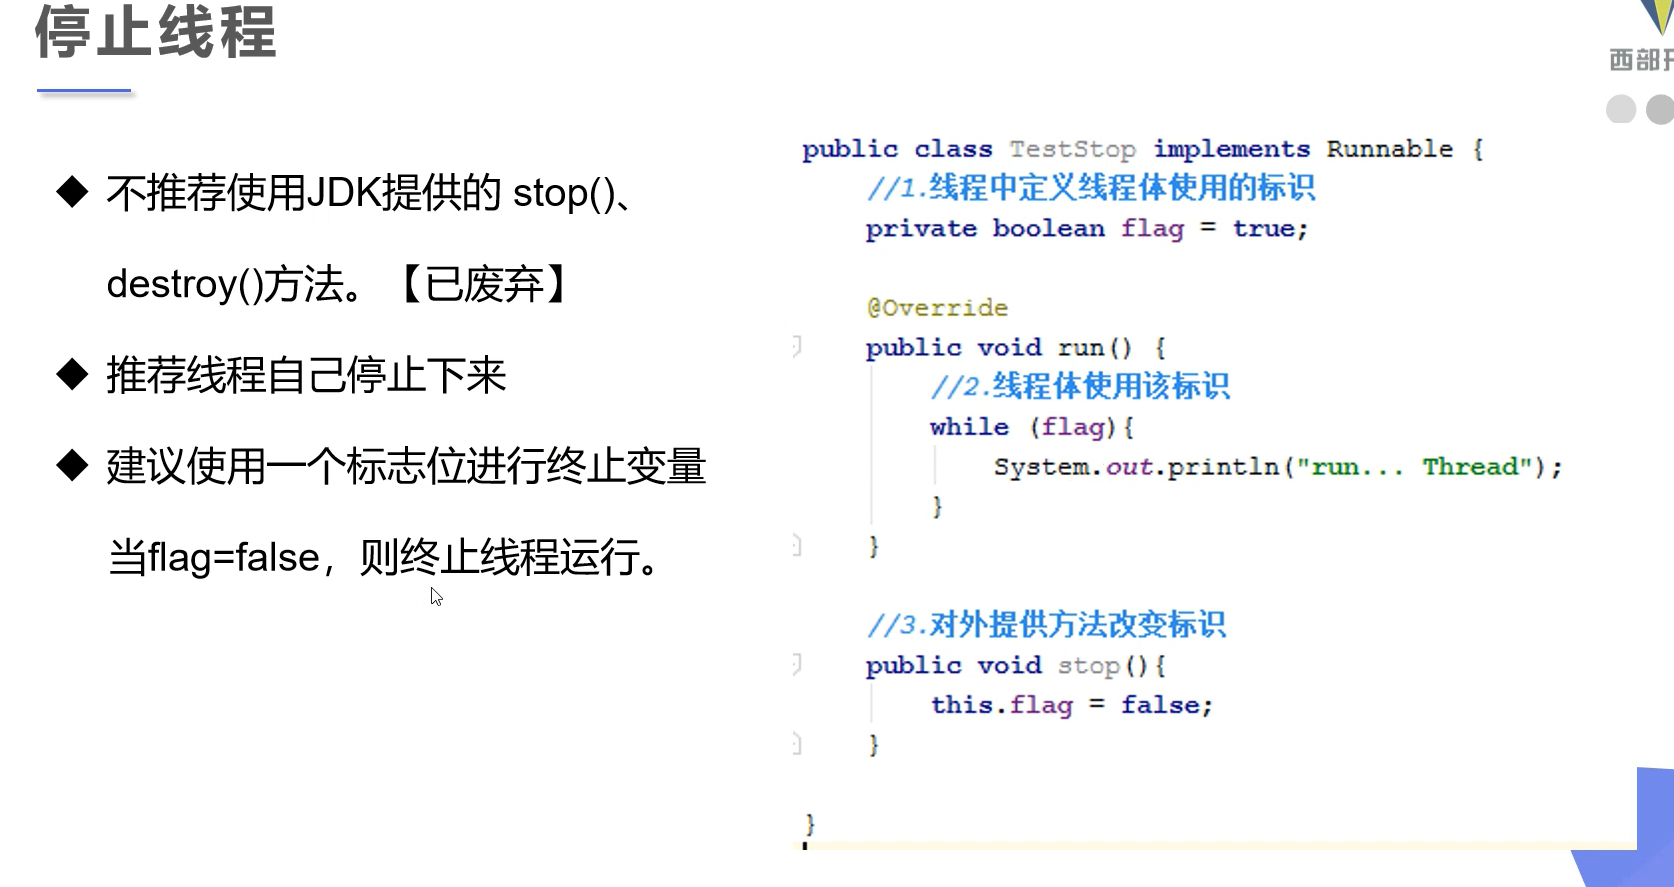 停止线程
西部开
◆ 不推荐使用JDK提供的 stop()、
destroy()方法。【已废弃】
◆ 推荐线程自己停止下来
◆ 建议使用一个标志位进行终止变量
当flag=false，则终止线程运行。
public class TestStop implements Runnable {
//1.线程中定义线程体使用的标识
private boolean flag = true;
@Override
public void run() {
//2.线程体使用该标识
while (flag){
System.out.println("run... Thread");
}
}
//3.对外提供方法改变标识
public void stop(){
this.flag = false;
}
}